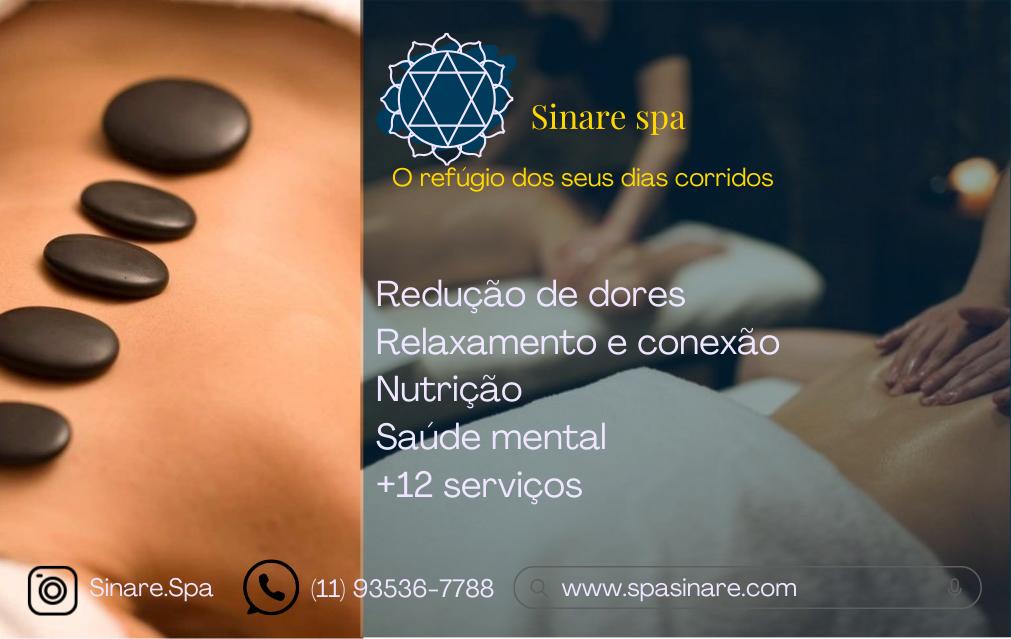 Sinare spa
O refúgio dos seus dias corridos
Redução de dores
Relaxamento e conexão
Nutrição
Saúde mental
+12 serviços
Sinare.Spa
(11) 93536-7788
www.spasinare.com